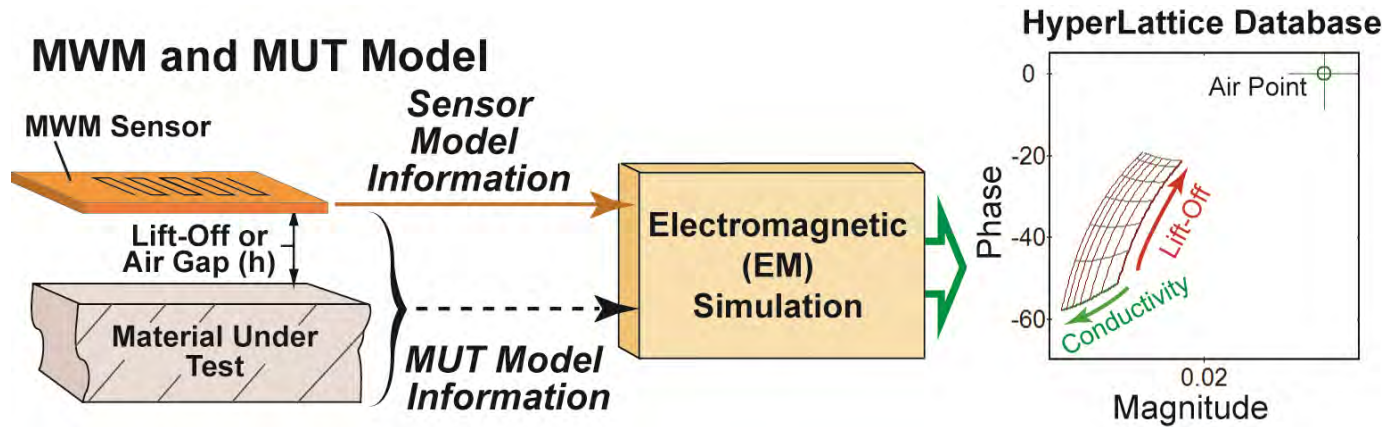 MWM and MUT Model
MWM Sensor
Lift-Off or
Air Gap (h)
Material Under
Test
Sensor
Model
Information
MUT Model
Information
Electromagnetic
(EM)
Simulation
HyperLattice Database
0
-20
-40
-60
Phase
Air Point
Lift-Off
Conductivity
0.02
Magnitude